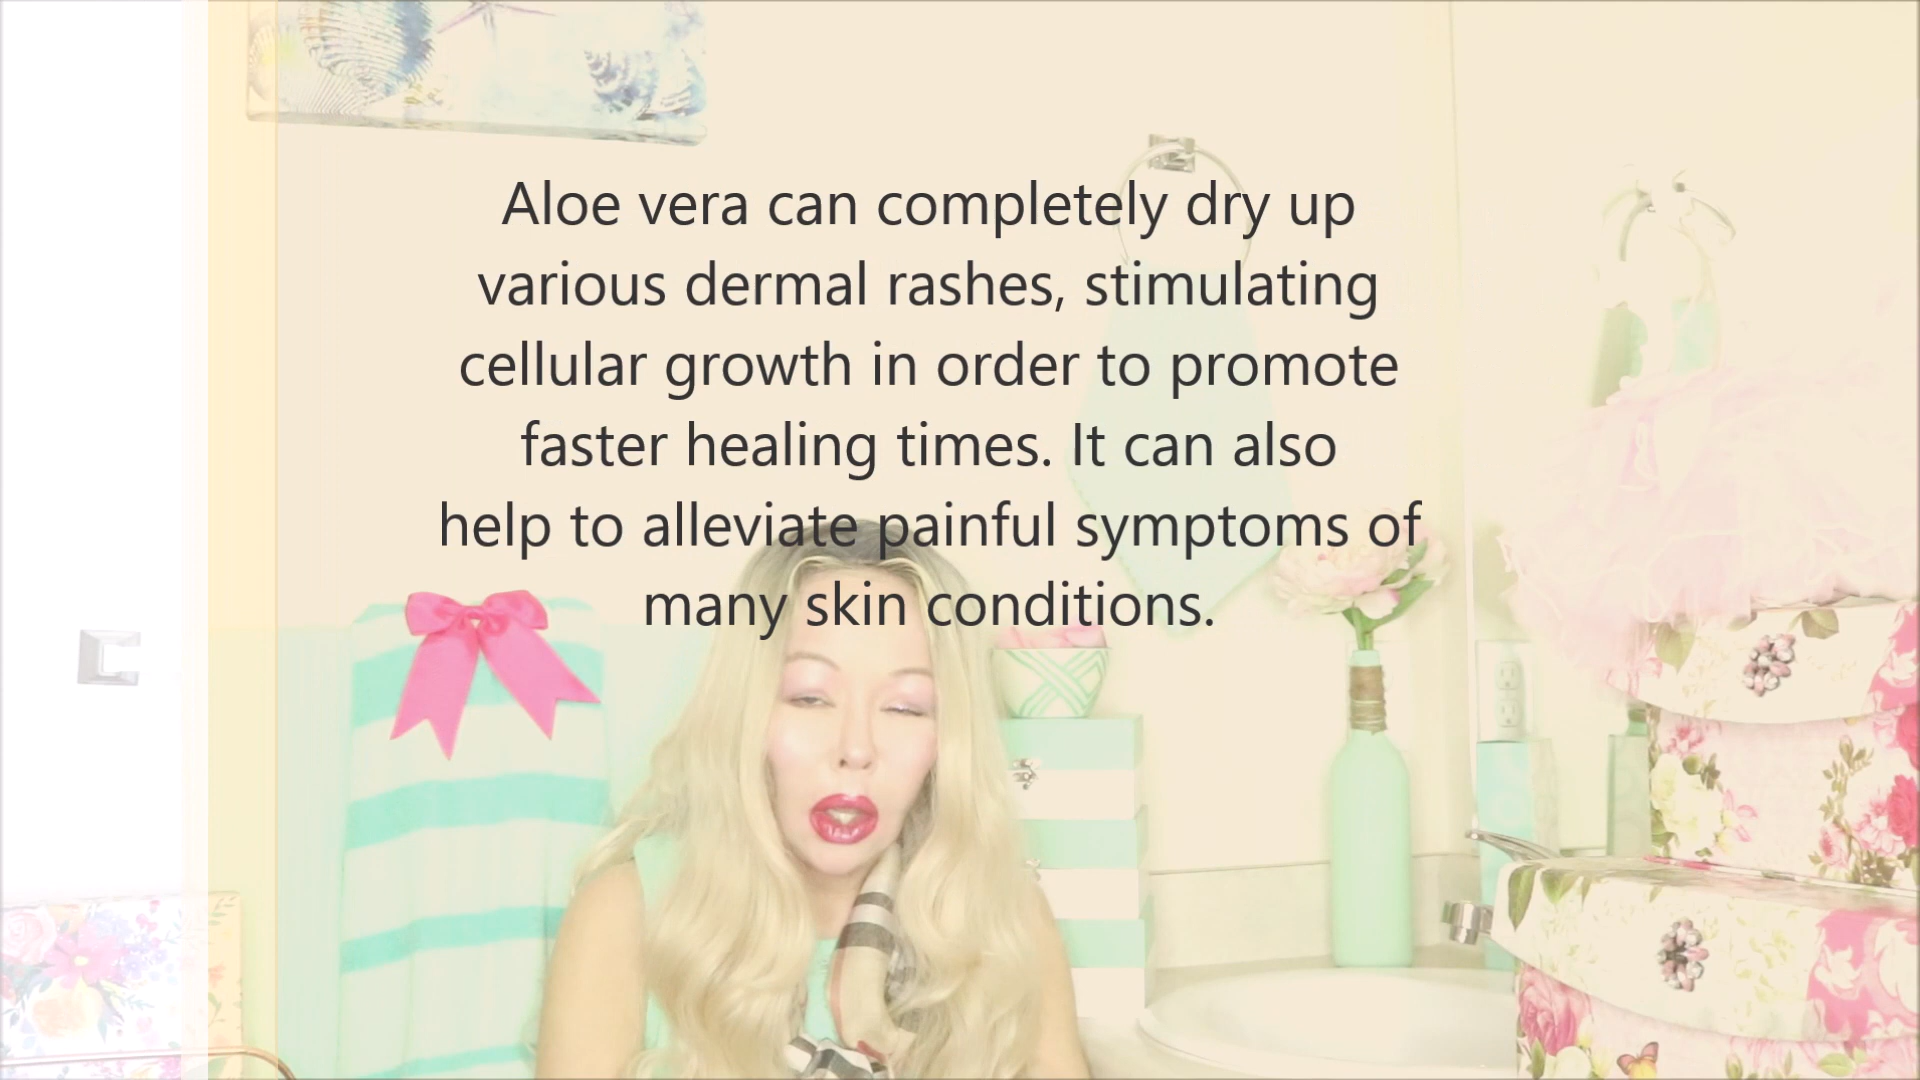 Aloe vera can completely dry up
various dermal rashes, stimulating
cellular growth in order to promote
faster healing times. It can also
help to alleviate painful symptoms of
many skin conditions.